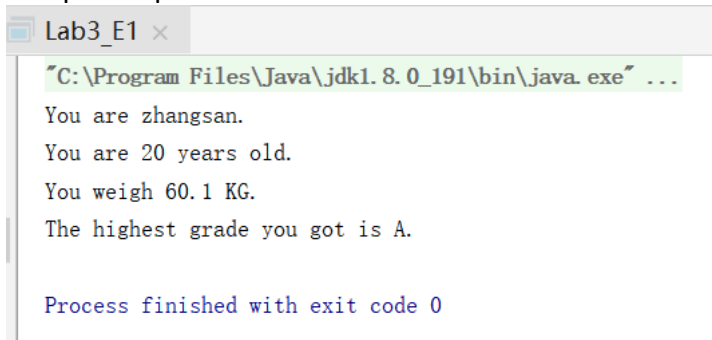 Lab3_E1 ×
"C:\Program Files\Java\jdk1.8.0_191\bin\java.exe" ...
You are zhangsan.
You are 20 years old.
You weigh 60.1 KG.
The highest grade you got is A.
Process finished with exit code 0